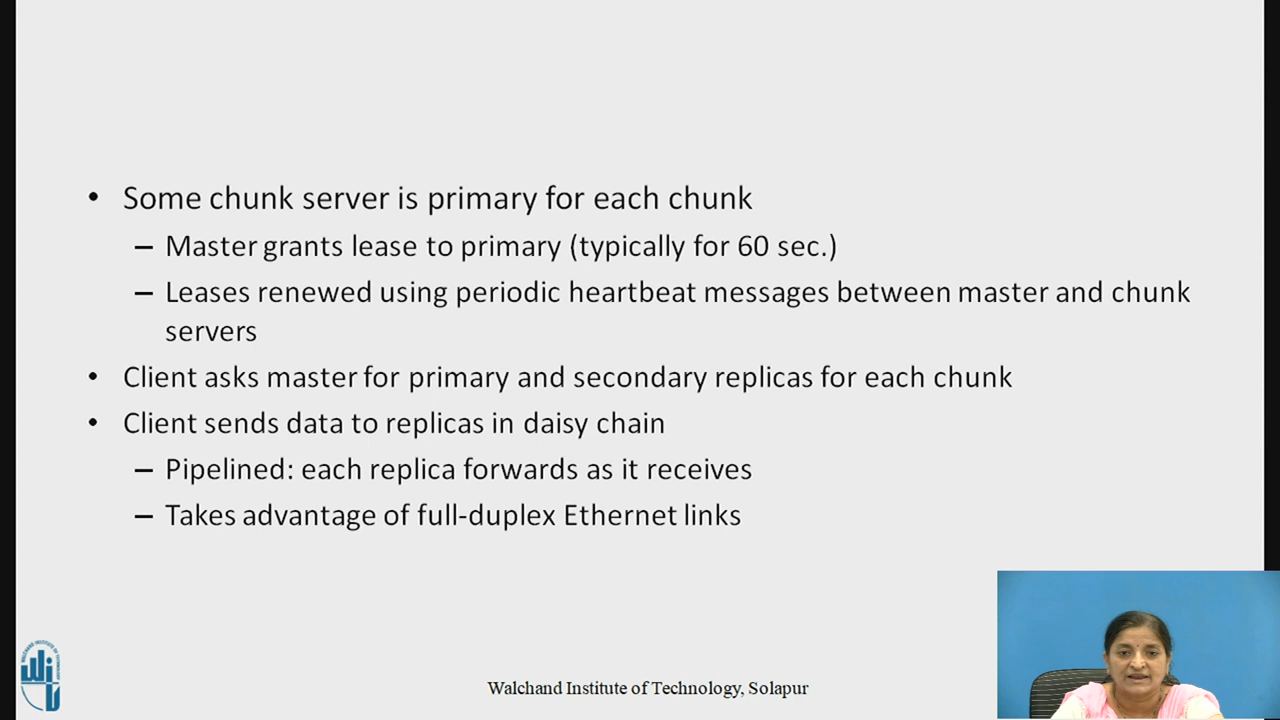 • Some chunk server is primary for each chunk
– Master grants lease to primary (typically for 60 sec.)
– Leases renewed using periodic heartbeat messages between master and chunk
servers
• Client asks master for primary and secondary replicas for each chunk
• Client sends data to replicas in daisy chain
– Pipelined: each replica forwards as it receives
– Takes advantage of full-duplex Ethernet links
Walchand Institute of Technology, Solapur